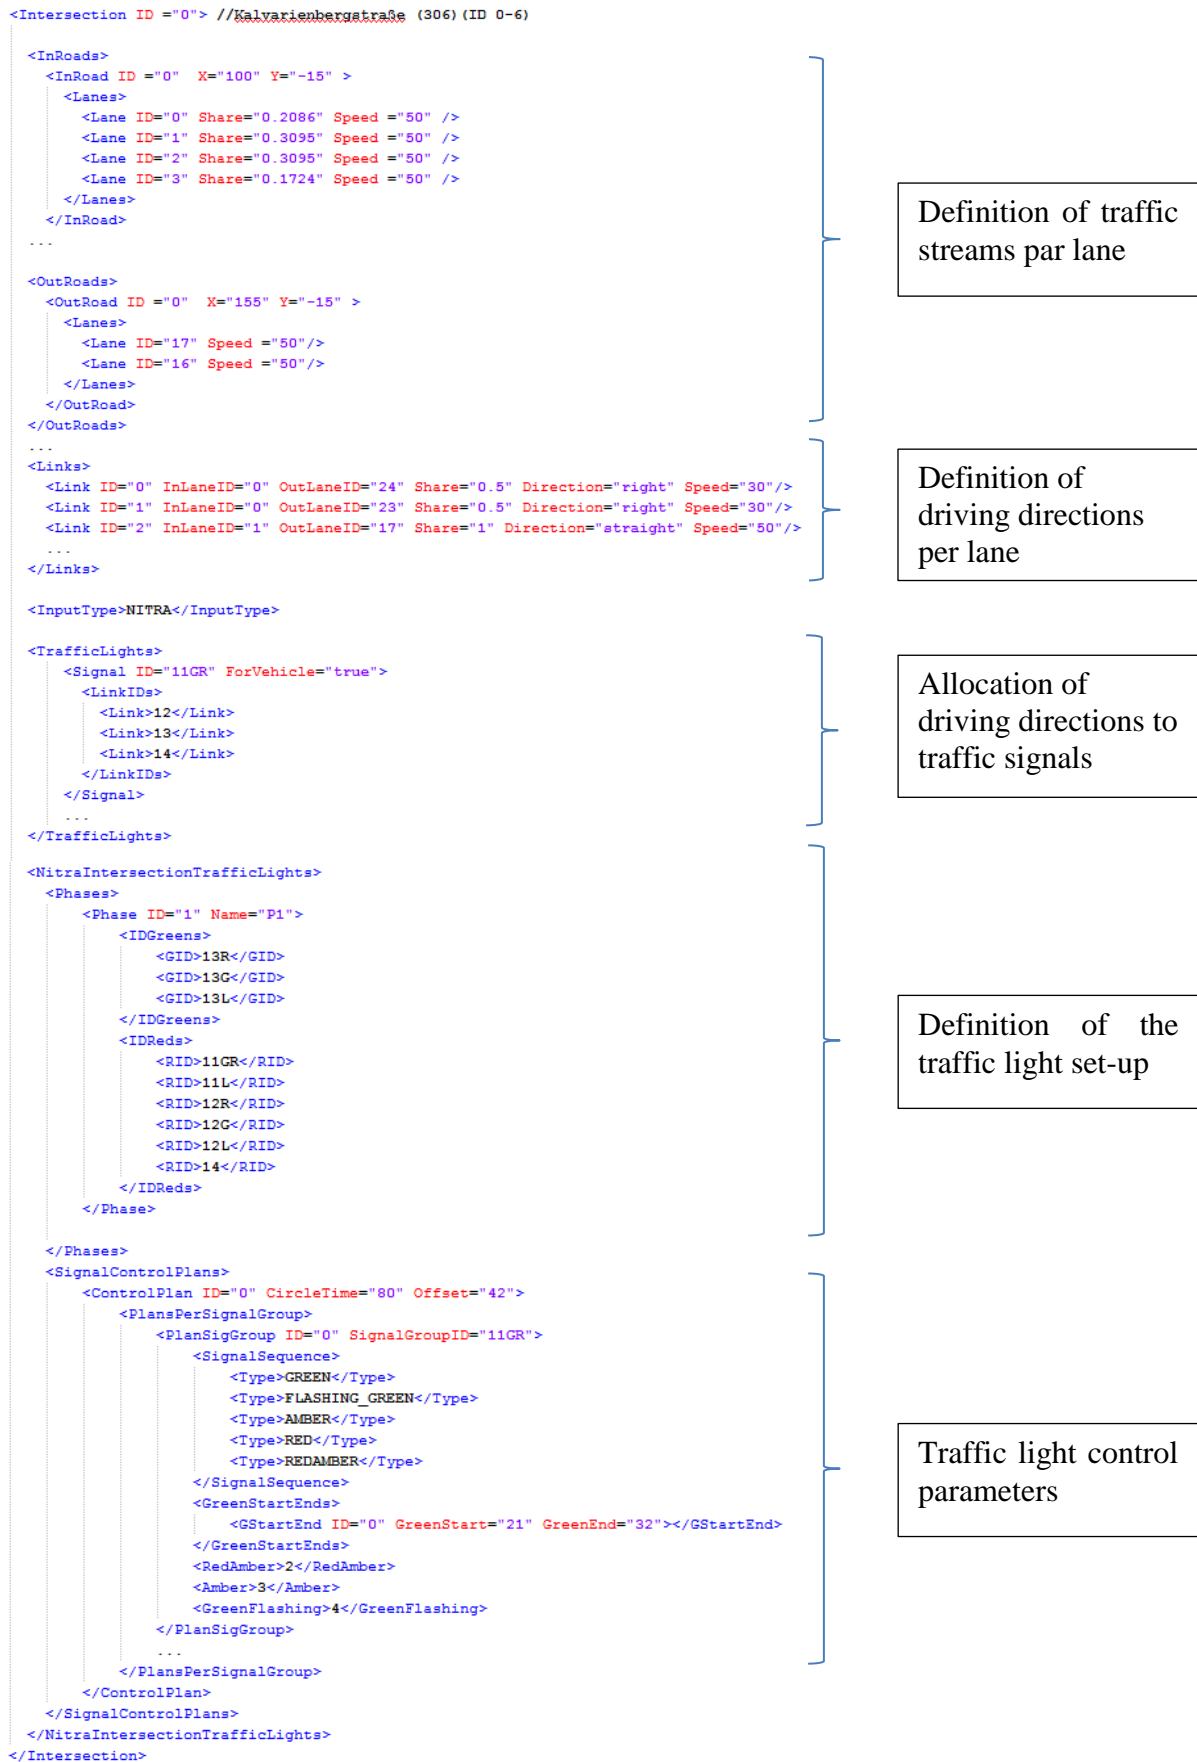 <Intersection ID ="0"> //Kalvarienbergstraße (306)(ID 0-6)
<InRoads>
<InRoad ID ="0"  X="100" Y="-15" >
<Lanes>
<Lane ID="0" Share="0.2086" Speed ="50" />
<Lane ID="1" Share="0.3095" Speed ="50" />
<Lane ID="2" Share="0.3095" Speed ="50" />
<Lane ID="3" Share="0.1724" Speed ="50" />
</Lanes>
</InRoad>
...
<OutRoads>
<OutRoad ID ="0"  X="155" Y="-15" >
<Lanes>
<Lane ID="17" Speed ="50"/>
<Lane ID="16" Speed ="50"/>
</Lanes>
</OutRoad>
</OutRoads>
Definition of traffic
streams par lane
...
<Links>
<Link ID="0" InLaneID="0" OutLaneID="24" Share="0.5" Direction="right" Speed="30"/>
<Link ID="1" InLaneID="0" OutLaneID="23" Share="0.5" Direction="right" Speed="30"/>
<Link ID="2" InLaneID="1" OutLaneID="17" Share="1" Direction="straight" Speed="50"/>
...
</Links>
Definition of
driving directions
per lane
<InputType>NITRA</InputType>
<TrafficLights>
<Signal ID="11GR" ForVehicle="true">
<LinkIDs>
<Link>12</Link>
<Link>13</Link>
<Link>14</Link>
</LinkIDs>
</Signal>
...
</TrafficLights>
Allocation of
driving directions to
traffic signals
<NitraIntersectionTrafficLights>
<Phases>
<Phase ID="1" Name="P1">
<IDGreens>
<GID>13R</GID>
<GID>13G</GID>
<GID>13L</GID>
</IDGreens>
<IDReds>
<RID>11GR</RID>
<RID>11L</RID>
<RID>12R</RID>
<RID>12G</RID>
<RID>12L</RID>
<RID>14</RID>
</IDReds>
</Phase>
</Phases>
Definition of the
traffic light set-up
<SignalControlPlans>
<ControlPlan ID="0" CircleTime="80" Offset="42">
<PlansPerSignalGroup>
<PlanSigGroup ID="0" SignalGroupID="11GR">
<SignalSequence>
<Type>GREEN</Type>
<Type>FLASHING_GREEN</Type>
<Type>AMBER</Type>
<Type>RED</Type>
<Type>REDAMBER</Type>
</SignalSequence>
<GreenStartEnds>
<GStartEnd ID="0" GreenStart="21" GreenEnd="32"></GStartEnd>
</GreenStartEnds>
<RedAmber>2</RedAmber>
<Amber>3</Amber>
<GreenFlashing>4</GreenFlashing>
</PlanSigGroup>
...
</PlansPerSignalGroup>
</ControlPlan>
</SignalControlPlans>
</NitraIntersectionTrafficLights>
</Intersection>
Traffic light control
parameters